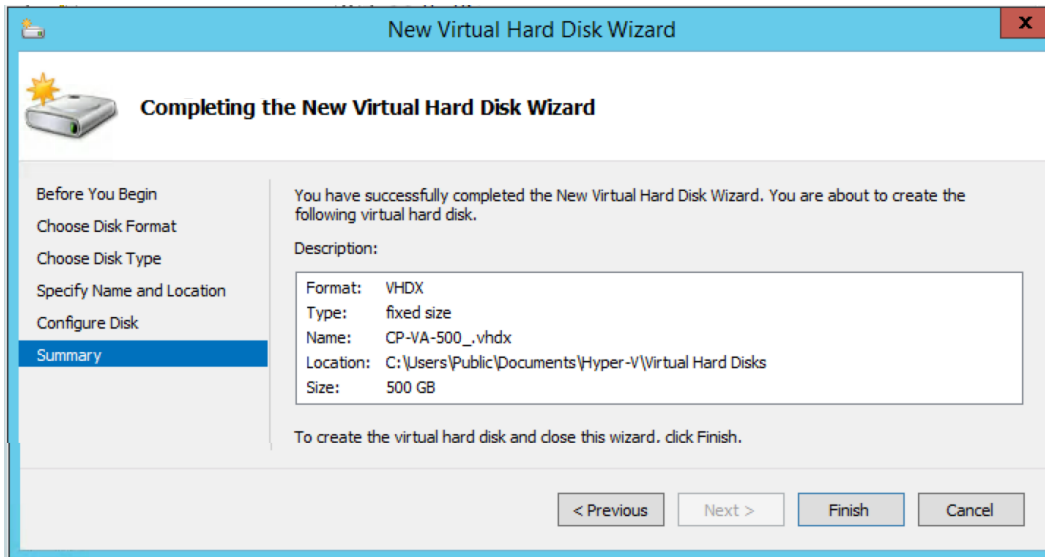 New Virtual Hard Disk Wizard
x
Completing the New Virtual Hard Disk Wizard
Before You Begin
Choose Disk Format
Choose Disk Type
Specify Name and Location
Configure Disk
Summary
You have successfully completed the New Virtual Hard Disk Wizard. You are about to create the
following virtual hard disk.
Description:
Format: VHDX
Type: fixed size
Name: CP-VA-500_.vhdx
Location: C:\Users\Public\Documents\Hyper-V\Virtual Hard Disks
Size: 500 GB
To create the virtual hard disk and close this wizard, click Finish.
< Previous Next > Finish Cancel